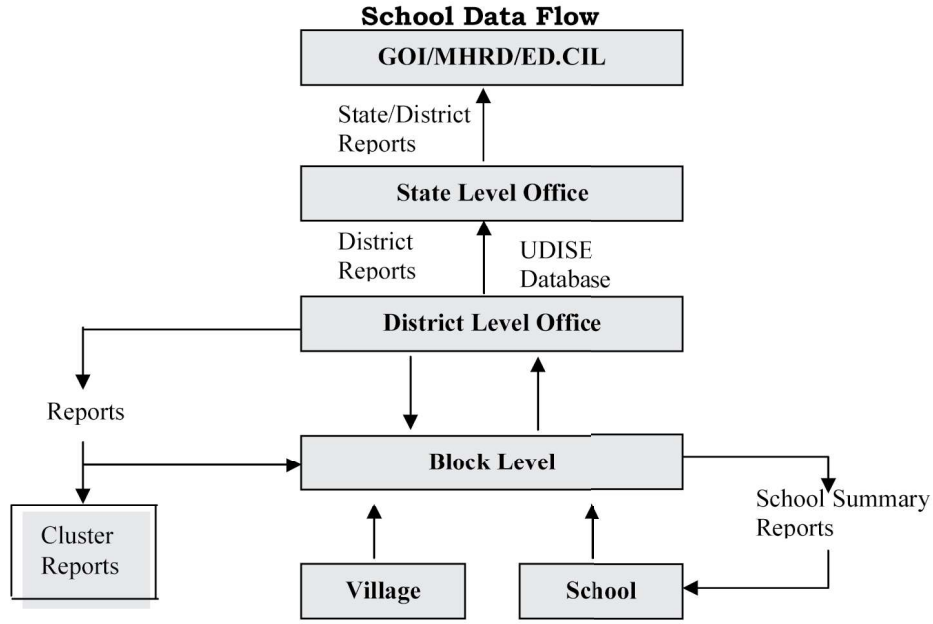 School Data Flow
GOI/MHRD/ED.CIL
State/District
Reports
State Level Office
District
Reports
UDISE
Database
District Level Office
Reports
Block Level
School Summary
Reports
Cluster
Reports
Village
School